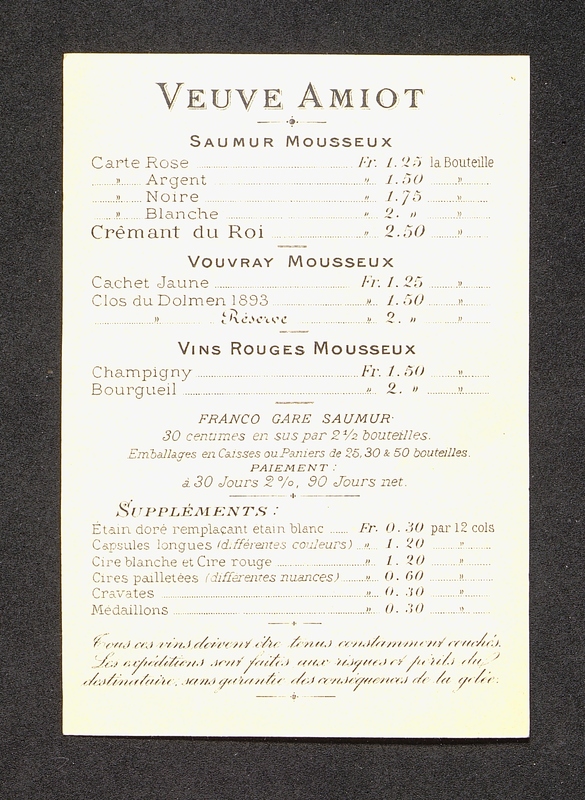 VEUVE AMIOT
SAUMUR MOUSSEUX
Carte Rose Fr. 1.25 la Bouteille
„ Argent „ 1.50 „
„ Noire „ 1.75 „
„ Blanche „ 2. „ „
Crêmant du Roi „ 2.50 „
VOUVRAY MOUSSEUX
Cachet Jaune Fr. 1.25 „
Clos du Dolmen 1893 „ 1.50 „
„ Réserve „ 2. „ „
VINS ROUGES MOUSSEUX
Champigny Fr. 1.50 „
Bourgueil „ 2. „ „
FRANCO GARE SAUMUR
30 centimes en sus par 2 1/2 bouteilles.
Emballages en Caisses ou Paniers de 25, 30 & 50 bouteilles.
PAIEMENT :
à 30 Jours 2 %, 90 Jours net.
SUPPLÉMENTS :
Etain doré remplaçant etain blanc Fr. 0.30 par 12 cols
Capsules longues (différentes couleurs) „ 1.20 „
Cire blanche et Cire rouge „ 1.20 „
Cires pailletées (différentes nuances) „ 0.60 „
Cravates „ 0.30 „
Médaillons „ 0.30 „
Tous ces vins doivent être tenus constamment couchés.
Les expéditions sont faites aux risques et périls du
destinataire, sans garantie des conséquences de la gelée.